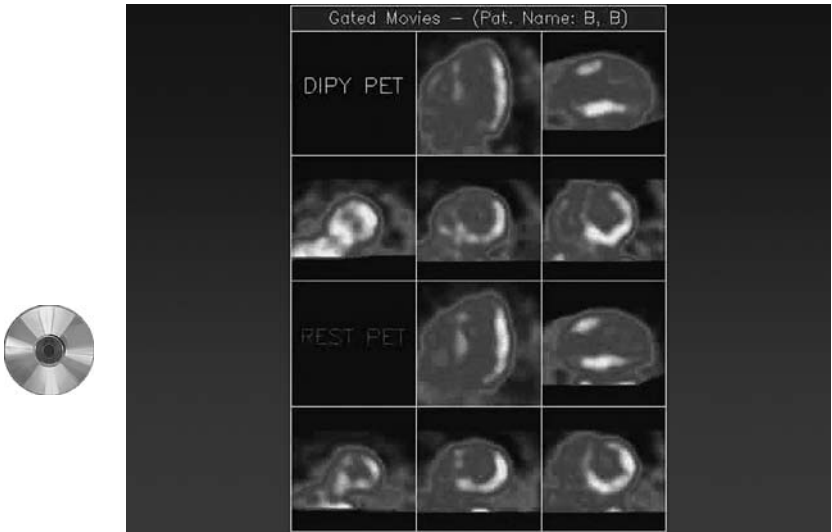 Gated Movies – (Pat. Name: B, B)
DIPY PET
REST PET